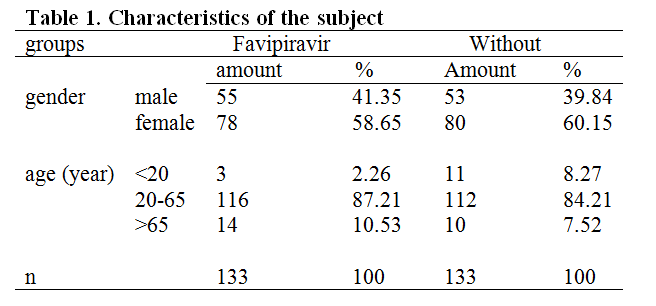 Table 1. Characteristics of the subject
groups Favipiravir Without
amount % Amount %
gender male 55 41.35 53 39.84
female 78 58.65 80 60.15
age (year) <20 3 2.26 11 8.27
20-65 116 87.21 112 84.21
>65 14 10.53 10 7.52
n 133 100 133 100